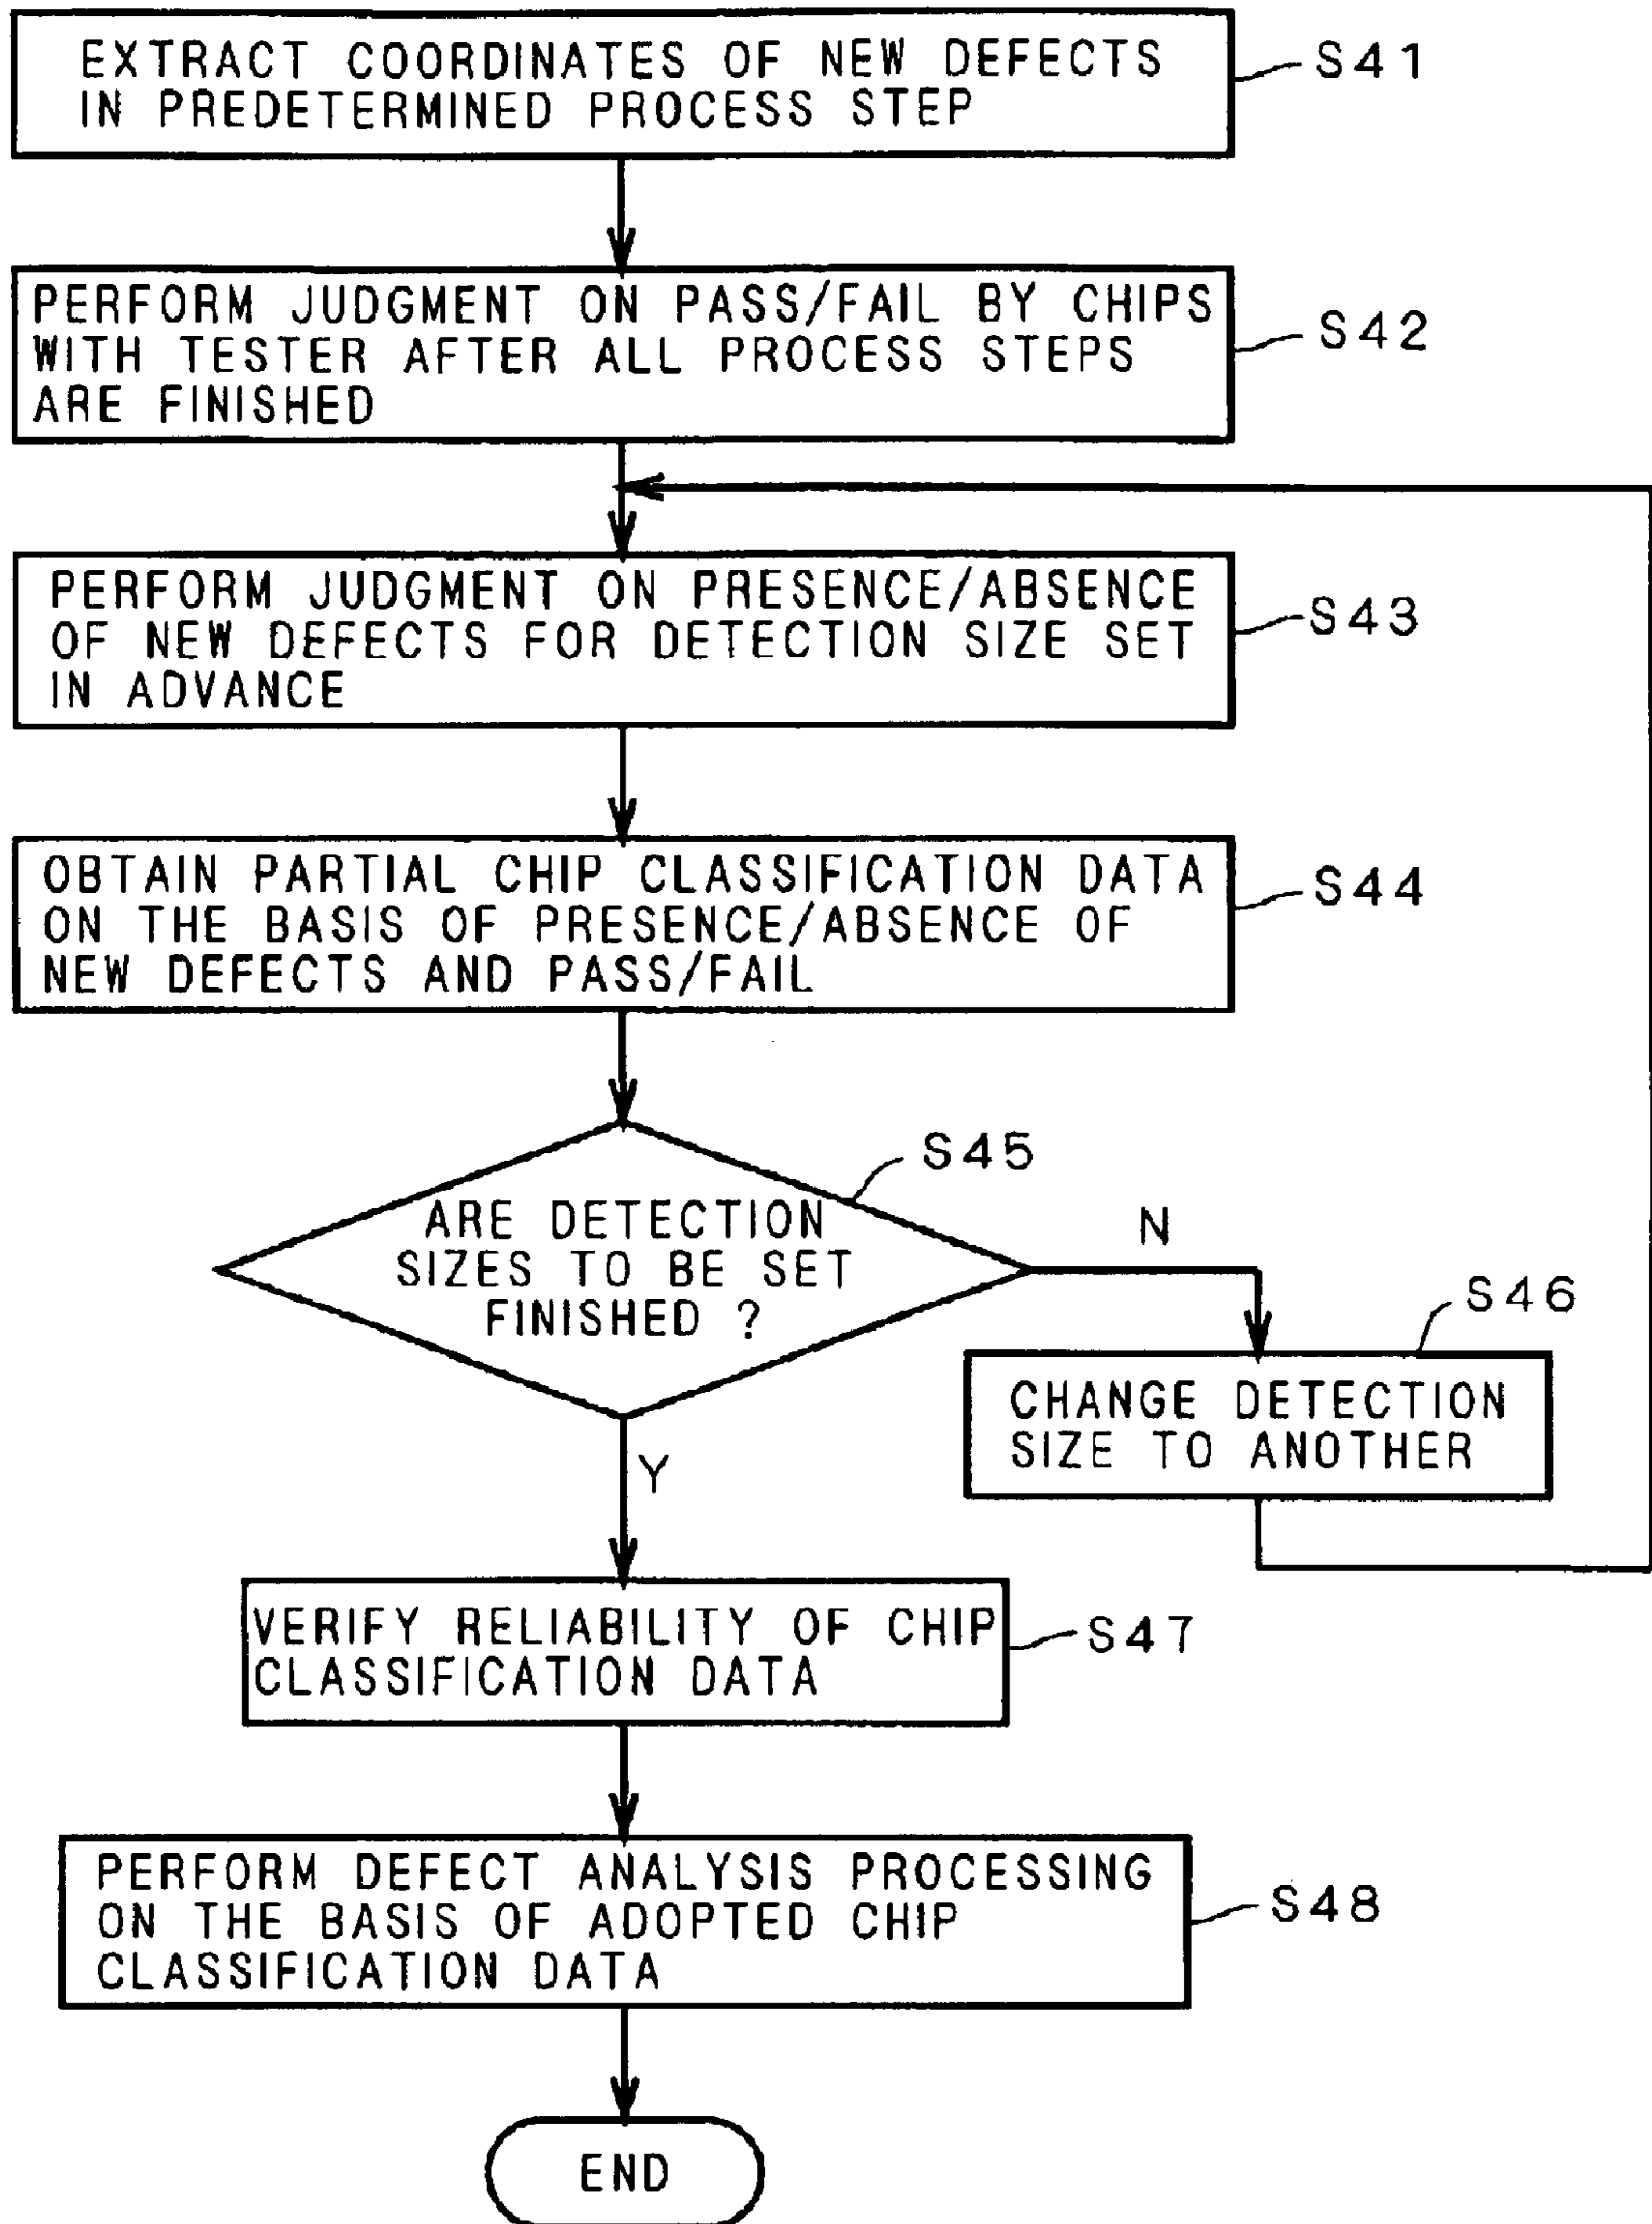 EXTRACT COORDINATES OF NEW DEFECTS
IN PREDETERMINED PROCESS STEP
S41
PERFORM JUDGMENT ON PASS/FAIL BY CHIPS
WITH TESTER AFTER ALL PROCESS STEPS
ARE FINISHED
S42
PERFORM JUDGMENT ON PRESENCE/ABSENCE
OF NEW DEFECTS FOR DETECTION SIZE SET
IN ADVANCE
S43
OBTAIN PARTIAL CHIP CLASSIFICATION DATA
ON THE BASIS OF PRESENCE/ABSENCE OF
NEW DEFECTS AND PASS/FAIL
S44
S45
ARE DETECTION
SIZES TO BE SET
FINISHED ?
N
S46
CHANGE DETECTION
SIZE TO ANOTHER
Y
VERIFY RELIABILITY OF CHIP
CLASSIFICATION DATA
S47
PERFORM DEFECT ANALYSIS PROCESSING
ON THE BASIS OF ADOPTED CHIP
CLASSIFICATION DATA
S48
END